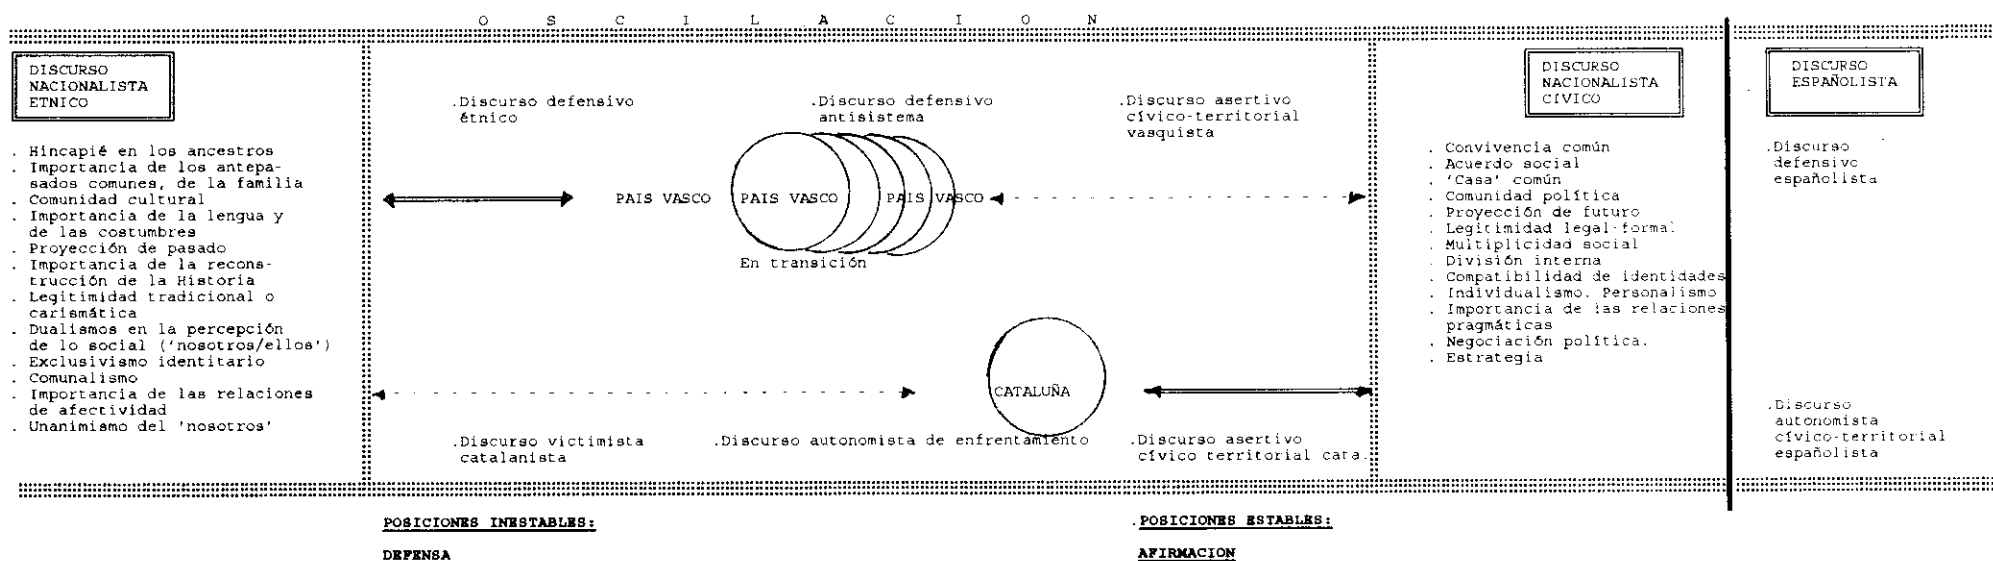 O S C I L A C I O N
DISCURSO
NACIONALISTA
ETNICO
. Hincapié en los ancestros
. Importancia de los antepa-
sados comunes, de la familia
. Comunidad cultural
. Importancia de la lengua y
de las costumbres
. Proyección de pasado
. Importancia de la recons-
trucción de la Historia
. Legitimidad tradicional o
carismática
. Dualismos en la percepción
de lo social ('nosotros/ellos')
. Exclusivismo identitario
. Comunalismo
. Importancia de las relaciones
de afectividad
. Unanimismo del 'nosotros'
.Discurso defensivo
étnico
.Discurso defensivo
antisistema
.Discurso asertivo
cívico-territorial
vasquista
PAIS VASCO
PAIS VASCO
PAIS VASCO
En transición
CATALUÑA
.Discurso victimista
catalanista
.Discurso autonomista de enfrentamiento
.Discurso asertivo
cívico territorial cata.
DISCURSO
NACIONALISTA
CÍVICO
. Convivencia común
. Acuerdo social
. 'Casa' común
. Comunidad política
. Proyección de futuro
. Legitimidad legal-formal
. Multiplicidad social
. División interna
. Compatibilidad de identidades
. Individualismo. Personalismo
. Importancia de las relaciones
pragmáticas
. Negociación política.
. Estrategia
DISCURSO
ESPAÑOLISTA
.Discurso
defensivo
españolista
.Discurso
autonomista
cívico-territorial
españolista
POSICIONES INESTABLES:
DEFENSA
.POSICIONES ESTABLES:
AFIRMACION